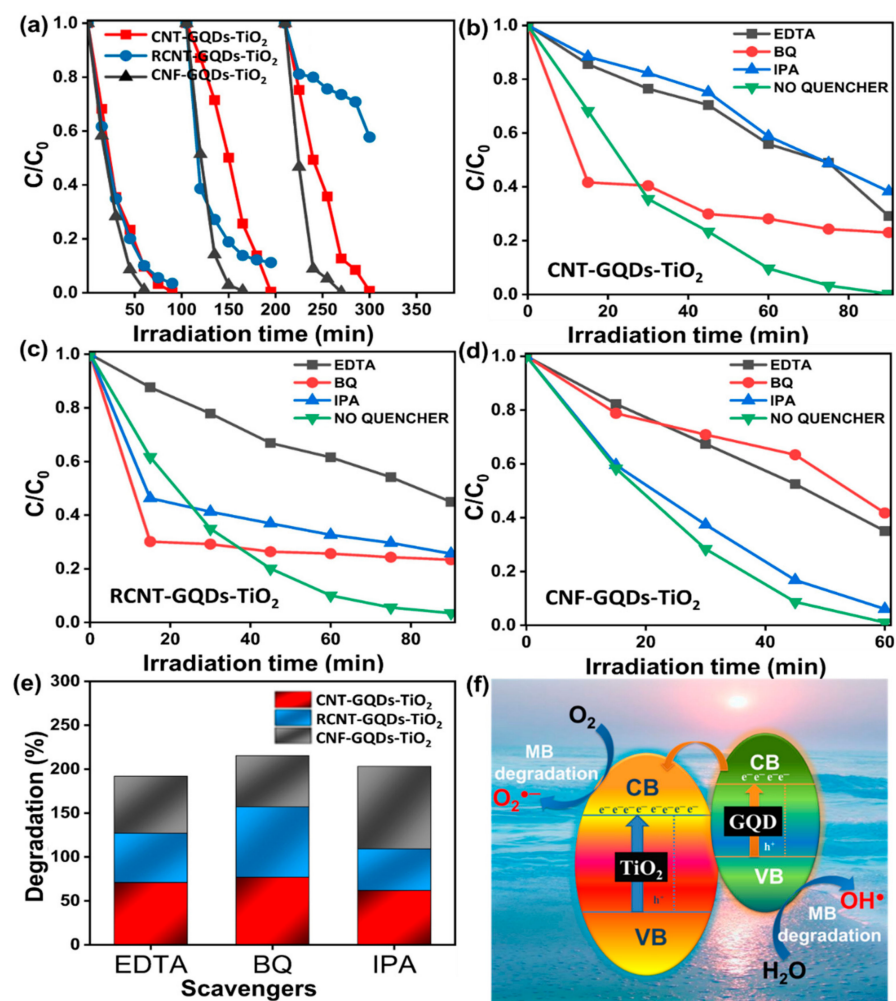 (a)
CNT-GQDs-TiO₂
RCNT-GQDs-TiO₂
CNF-GQDs-TiO₂
C/C₀
1.0
0.8
0.6
0.4
0.2
0.0
50 100 150 200 250 300 350
Irradiation time (min)
(b)
EDTA
BQ
IPA
NO QUENCHER
C/C₀
1.0
0.8
0.6
0.4
0.2
0.0
CNT-GQDs-TiO₂
0 20 40 60 80
Irradiation time (min)
(c)
EDTA
BQ
IPA
NO QUENCHER
C/C₀
1.0
0.8
0.6
0.4
0.2
0.0
RCNT-GQDs-TiO₂
0 20 40 60 80
Irradiation time (min)
(d)
EDTA
BQ
IPA
NO QUENCHER
C/C₀
1.0
0.8
0.6
0.4
0.2
0.0
CNF-GQDs-TiO₂
0 20 40 60
Irradiation time (min)
(e)
CNT-GQDs-TiO₂
RCNT-GQDs-TiO₂
CNF-GQDs-TiO₂
Degradation (%)
300
250
200
150
100
50
0
EDTA BQ IPA
Scavengers
(f)
O₂
MB
degradation
O₂•−
CB
e⁻ e⁻ e⁻ e⁻ e⁻ e⁻ e⁻
TiO₂
h⁻
VB
CB
e⁻ e⁻ e⁻ e⁻
GQD
h⁺
VB
OH•
MB
degradation
H₂O